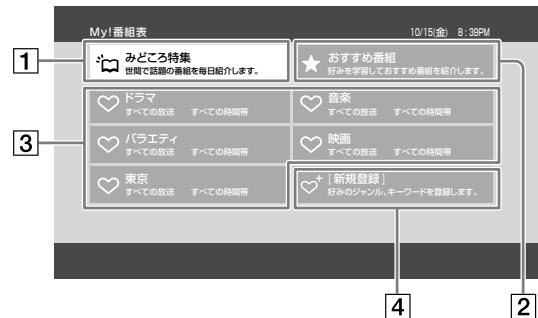 My!番組表 10/15(金) 8:39PM
1
みどころ特集
世間で話題の番組を毎日紹介します。
おすすめ番組
好みを学習しておすすめ番組を紹介します。
3
ドラマ
すべての放送 すべての時間帯
音楽
すべての放送 すべての時間帯
バラエティ
すべての放送 すべての時間帯
映画
すべての放送 すべての時間帯
東京
すべての放送 すべての時間帯
[新規登録]
好みのジャンル、キーワードを登録します。
4
2